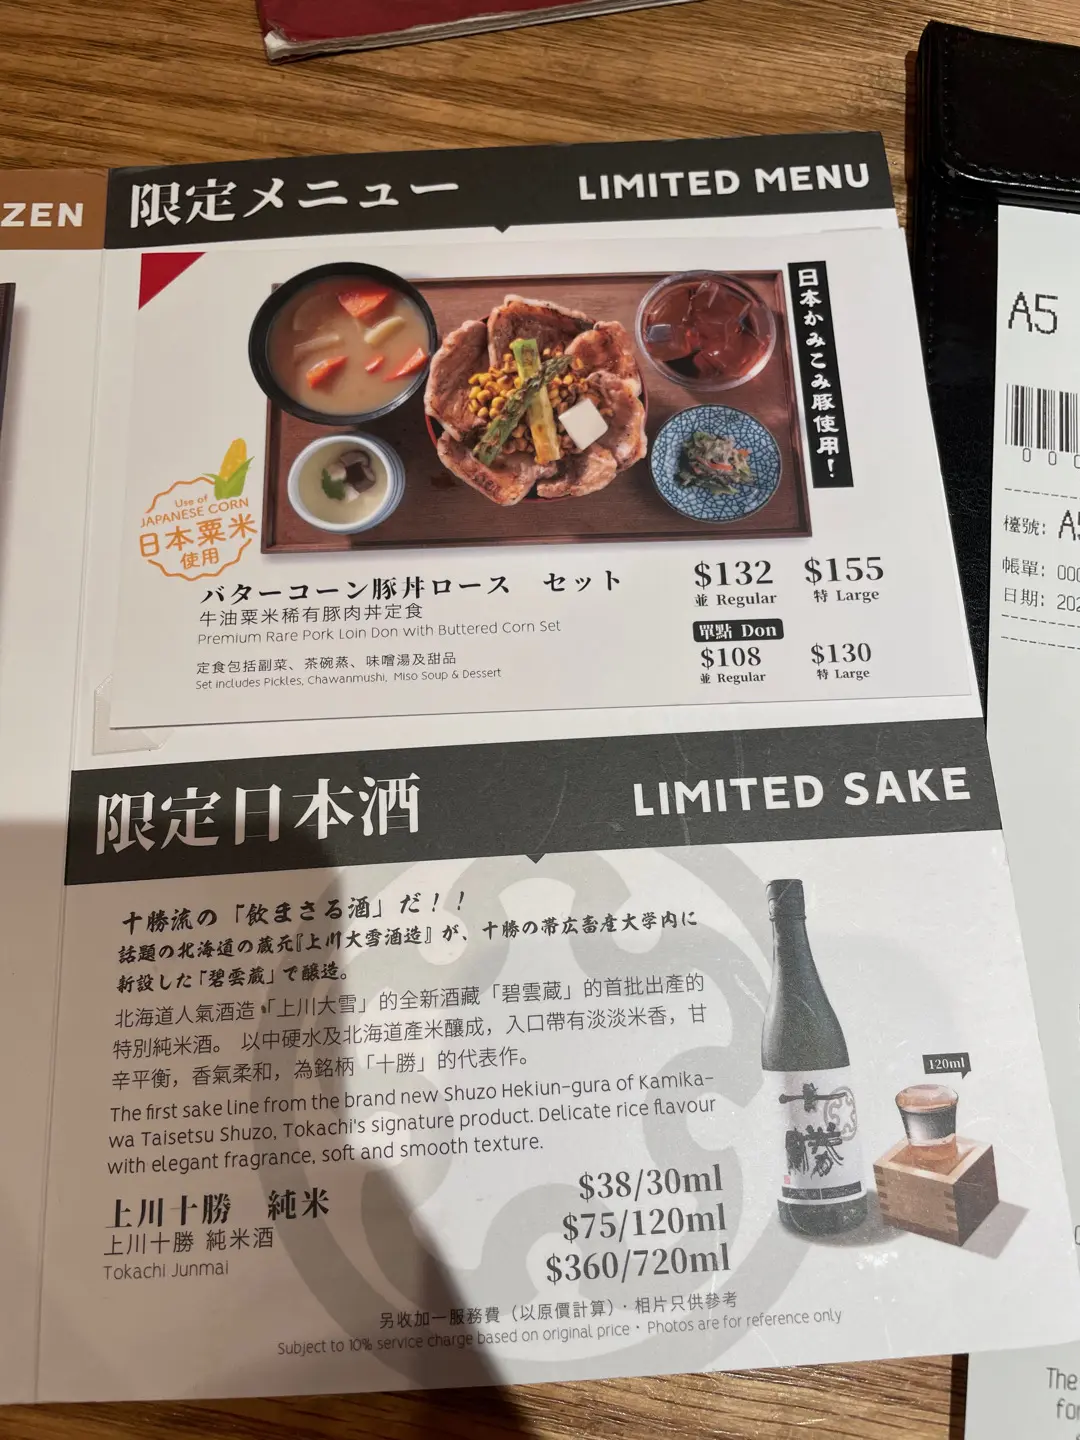 ZEN
限定メニュー
LIMITED MENU
日本かみこみ豚使用！
Use of
JAPANESE CORN
日本粟米
使用
バターコーン豚丼ロース　セット
牛油粟米稀有豚肉丼定食
Premium Rare Pork Loin Don with Buttered Corn Set
定食包括副菜、茶碗蒸、味噌湯及甜品
Set includes Pickles, Chawanmushi, Miso Soup & Dessert
$132 $155
並 Regular 特 Large
單點 Don
$108 $130
並 Regular 特 Large
限定日本酒
LIMITED SAKE
十勝流の「飲まさる酒」だ！！
話題の北海道の蔵元『上川大雪酒造』が、十勝の帯広畜産大学内に
新設した「碧雲蔵」で醸造。
北海道人氣酒造「上川大雪」的全新酒藏「碧雲蔵」的首批出產的
特別純米酒。 以中硬水及北海道產米釀成，入口帶有淡淡米香，甘
辛平衡，香氣柔和，為銘柄「十勝」的代表作。
The first sake line from the brand new Shuzo Hekiun-gura of Kamika-
wa Taisetsu Shuzo, Tokachi's signature product. Delicate rice flavour
with elegant fragrance, soft and smooth texture.
上川十勝　純米
上川十勝 純米酒
Tokachi Junmai
$38/30ml
$75/120ml
$360/720ml
十勝
120ml
另收加一服務費（以原價計算）・相片只供參考
Subject to 10% service charge based on original price・Photos are for reference only
A5
0 0
檯號: A5
帳單: 000
日期: 202
The